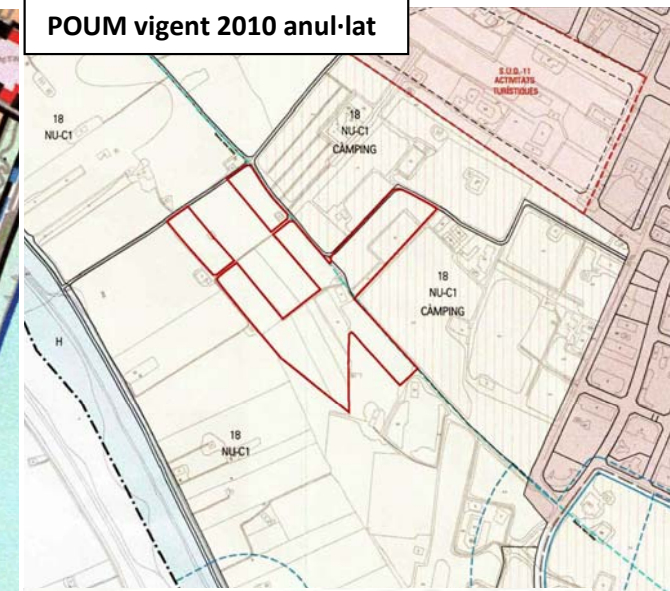 POUM vigent 2010 anul·lat
S.U.D.-11
ACTIVITATS
TURÍSTIQUES
18
NU-C1
18
NU-C1
CÀMPING
18
NU-C1
CÀMPING
H
18
NU-C1